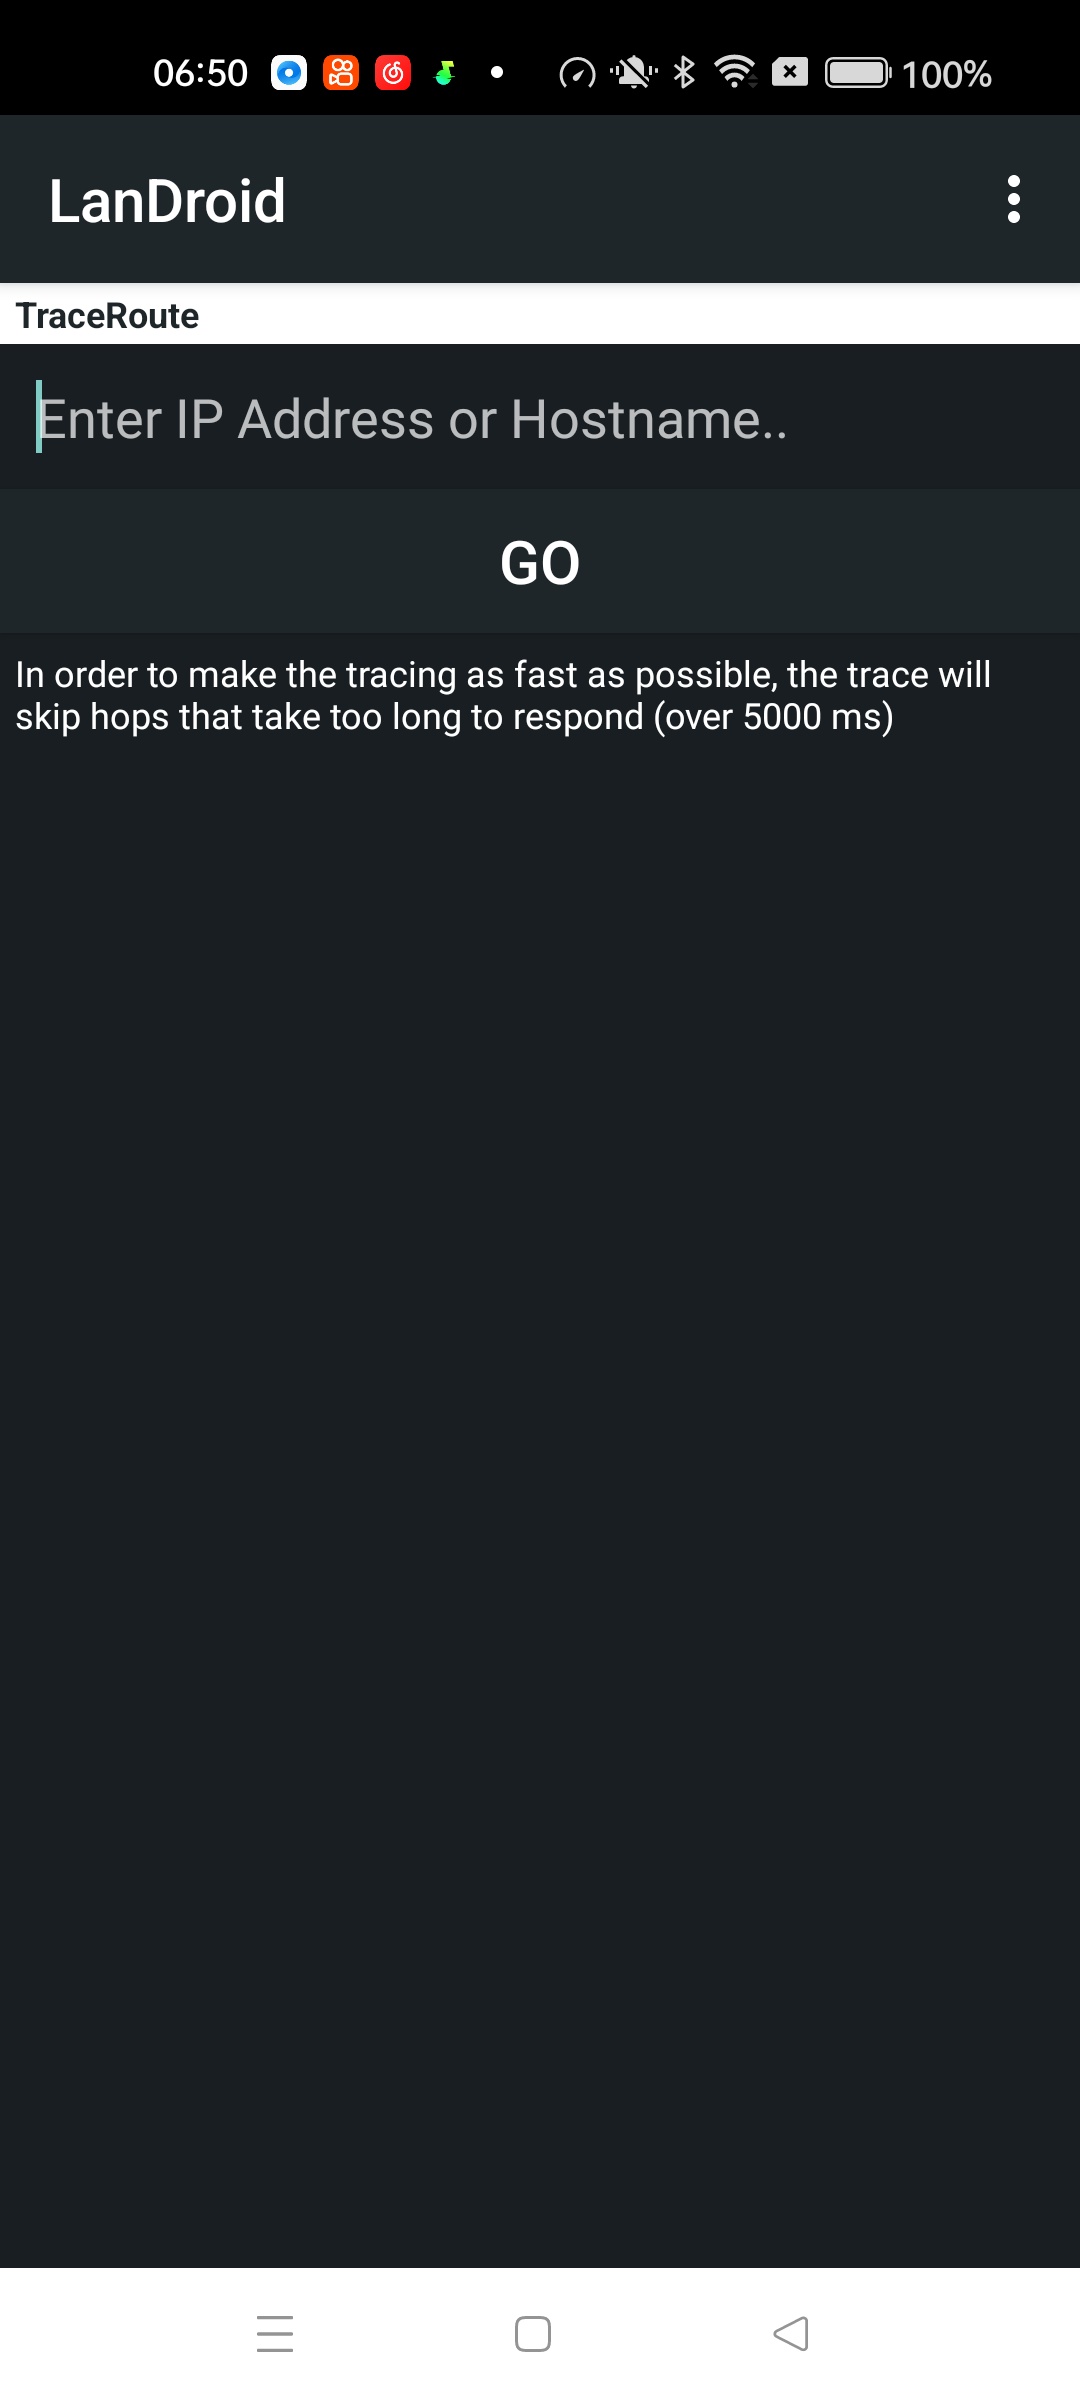 06:50
100%
LanDroid
TraceRoute
Enter IP Address or Hostname..
GO
In order to make the tracing as fast as possible, the trace will
skip hops that take too long to respond (over 5000 ms)